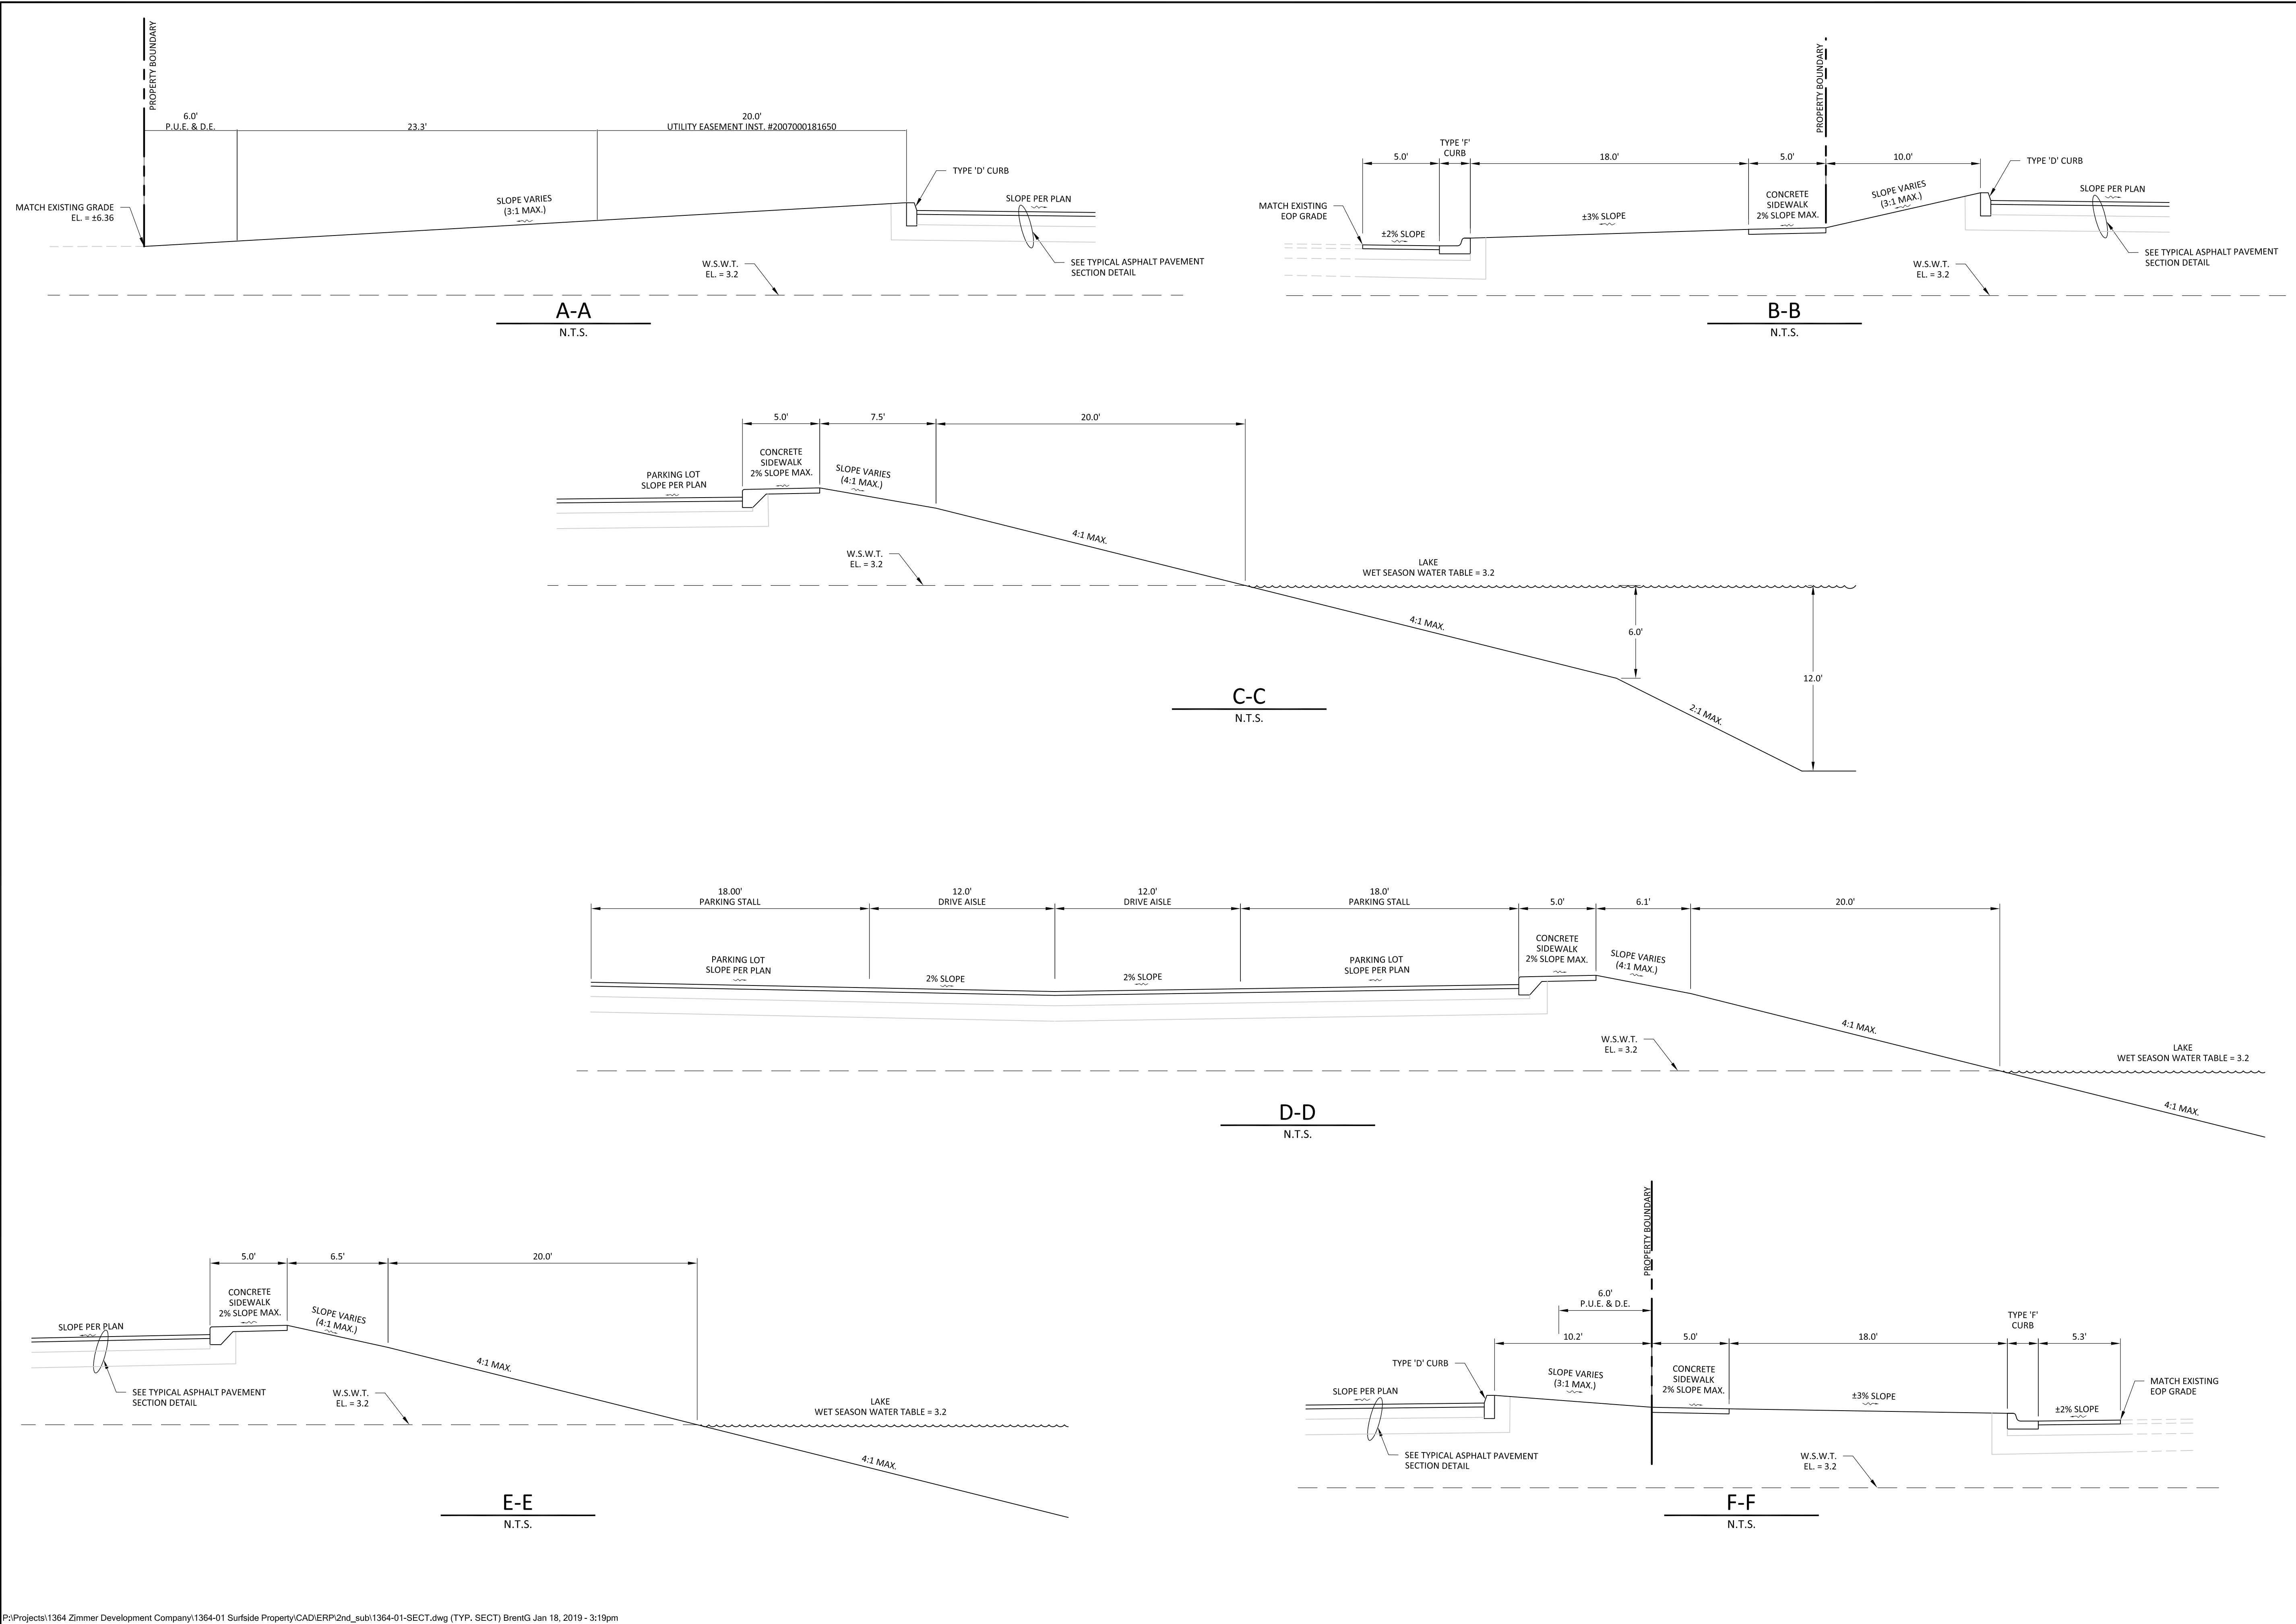 PROPERTY BOUNDARY
6.0'
P.U.E. & D.E.
23.3'
20.0'
UTILITY EASEMENT INST. #2007000181650
TYPE 'D' CURB
SLOPE VARIES
(3:1 MAX.)
SLOPE PER PLAN
MATCH EXISTING GRADE
EL. = ±6.36
W.S.W.T.
EL. = 3.2
SEE TYPICAL ASPHALT PAVEMENT
SECTION DETAIL
A-A
N.T.S.
PROPERTY BOUNDARY
5.0'
TYPE 'F'
CURB
18.0'
5.0'
10.0'
TYPE 'D' CURB
MATCH EXISTING
EOP GRADE
±2% SLOPE
±3% SLOPE
CONCRETE
SIDEWALK
2% SLOPE MAX.
SLOPE VARIES
(3:1 MAX.)
SLOPE PER PLAN
W.S.W.T.
EL. = 3.2
SEE TYPICAL ASPHALT PAVEMENT
SECTION DETAIL
B-B
N.T.S.
5.0'
7.5'
20.0'
PARKING LOT
SLOPE PER PLAN
CONCRETE
SIDEWALK
2% SLOPE MAX.
SLOPE VARIES
(4:1 MAX.)
4:1 MAX.
W.S.W.T.
EL. = 3.2
LAKE
WET SEASON WATER TABLE = 3.2
4:1 MAX.
6.0'
12.0'
2:1 MAX.
C-C
N.T.S.
18.00'
PARKING STALL
12.0'
DRIVE AISLE
12.0'
DRIVE AISLE
18.0'
PARKING STALL
5.0'
6.1'
20.0'
PARKING LOT
SLOPE PER PLAN
2% SLOPE
2% SLOPE
PARKING LOT
SLOPE PER PLAN
CONCRETE
SIDEWALK
2% SLOPE MAX.
SLOPE VARIES
(4:1 MAX.)
4:1 MAX.
W.S.W.T.
EL. = 3.2
LAKE
WET SEASON WATER TABLE = 3.2
4:1 MAX.
D-D
N.T.S.
5.0'
6.5'
20.0'
SLOPE PER PLAN
CONCRETE
SIDEWALK
2% SLOPE MAX.
SLOPE VARIES
(4:1 MAX.)
4:1 MAX.
SEE TYPICAL ASPHALT PAVEMENT
SECTION DETAIL
W.S.W.T.
EL. = 3.2
LAKE
WET SEASON WATER TABLE = 3.2
4:1 MAX.
E-E
N.T.S.
PROPERTY BOUNDARY
6.0'
P.U.E. & D.E.
10.2'
5.0'
18.0'
TYPE 'F'
CURB
5.3'
TYPE 'D' CURB
SLOPE PER PLAN
SLOPE VARIES
(3:1 MAX.)
CONCRETE
SIDEWALK
2% SLOPE MAX.
±3% SLOPE
±2% SLOPE
MATCH EXISTING
EOP GRADE
SEE TYPICAL ASPHALT PAVEMENT
SECTION DETAIL
W.S.W.T.
EL. = 3.2
F-F
N.T.S.
P:\Projects\1364 Zimmer Development Company\1364-01 Surfside Property\CAD\ERP\2nd_sub\1364-01-SECT.dwg (TYP. SECT) BrentG Jan 18, 2019 - 3:19pm